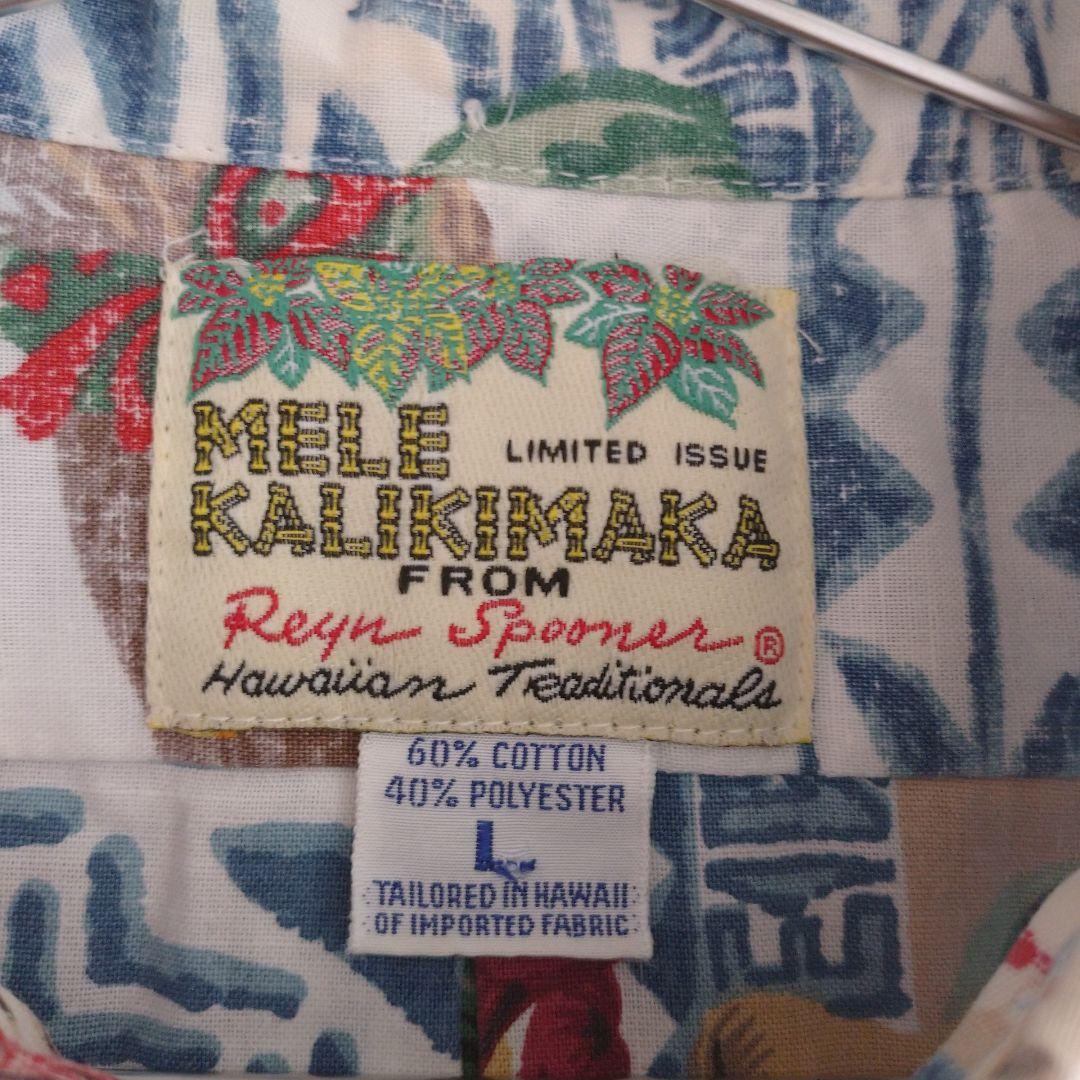 MELE
LIMITED ISSUE
KALIKIMAKA
FROM
Reyn Spooner®
Hawaiian Traditionals
60% COTTON
40% POLYESTER
L
TAILORED IN HAWAII
OF IMPORTED FABRIC